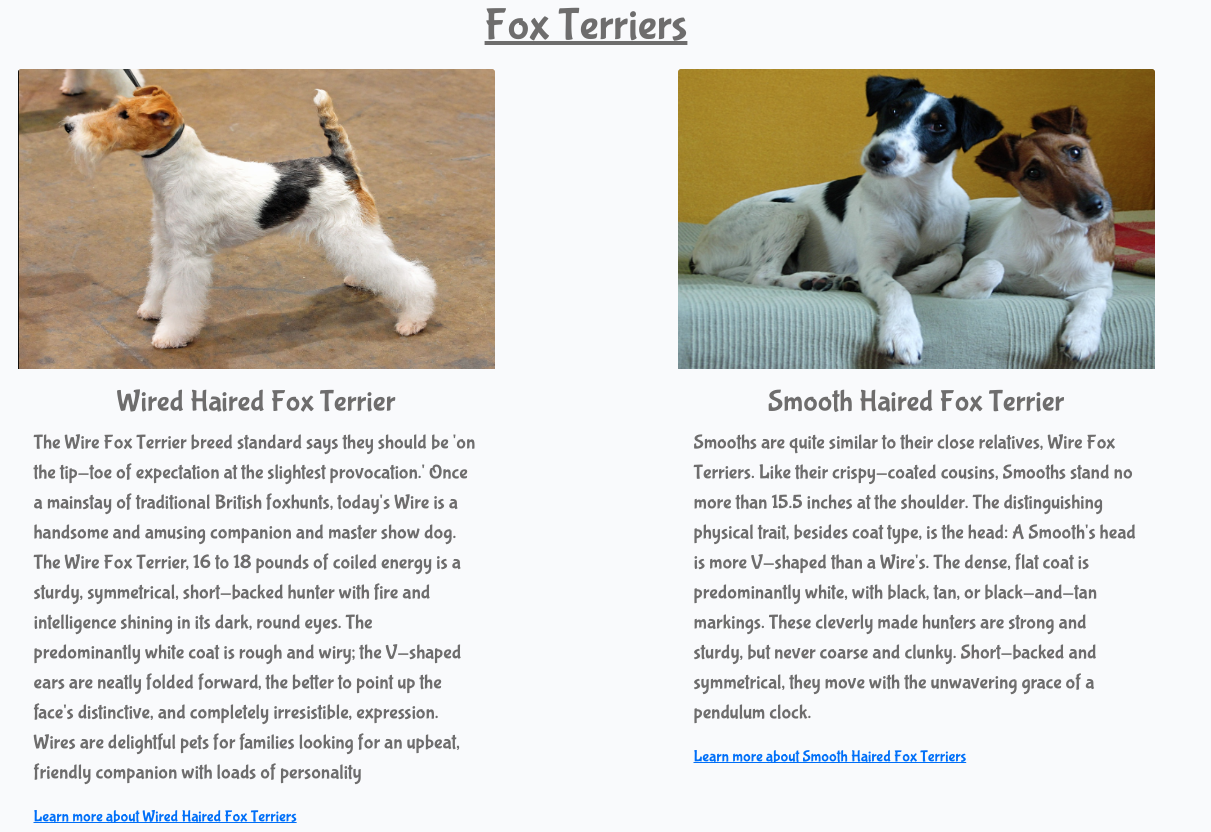 Fox Terriers
Wired Haired Fox Terrier
The Wire Fox Terrier breed standard says they should be 'on
the tip-toe of expectation at the slightest provocation.' Once
a mainstay of traditional British foxhunts, today's Wire is a
handsome and amusing companion and master show dog.
The Wire Fox Terrier, 16 to 18 pounds of coiled energy is a
sturdy, symmetrical, short-backed hunter with fire and
intelligence shining in its dark, round eyes. The
predominantly white coat is rough and wiry; the V-shaped
ears are neatly folded forward, the better to point up the
face's distinctive, and completely irresistible, expression.
Wires are delightful pets for families looking for an upbeat,
friendly companion with loads of personality
Learn more about Wired Haired Fox Terriers
Smooth Haired Fox Terrier
Smooths are quite similar to their close relatives, Wire Fox
Terriers. Like their crispy-coated cousins, Smooths stand no
more than 15.5 inches at the shoulder. The distinguishing
physical trait, besides coat type, is the head: A Smooth's head
is more V-shaped than a Wire's. The dense, flat coat is
predominantly white, with black, tan, or black-and-tan
markings. These cleverly made hunters are strong and
sturdy, but never coarse and clunky. Short-backed and
symmetrical, they move with the unwavering grace of a
pendulum clock.
Learn more about Smooth Haired Fox Terriers